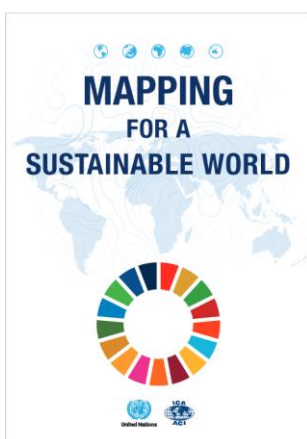 MAPPING
FOR A
SUSTAINABLE WORLD
United Nations
ICA
ACI